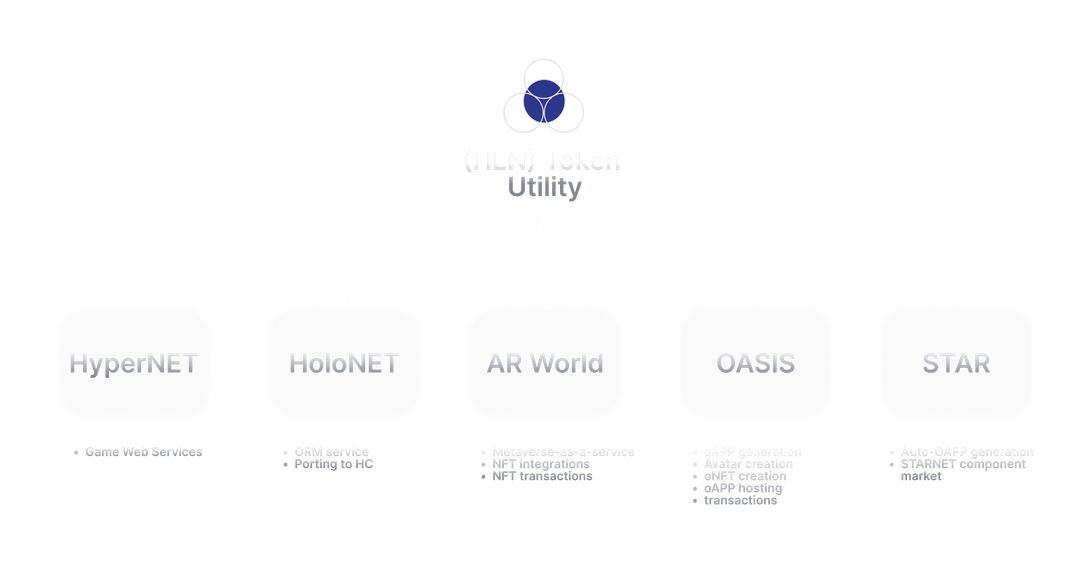 (HLN) Token
Utility
HyperNET
HoloNET
AR World
OASIS
STAR
• Game Web Services
• ORM service
• Porting to HC
• Metaverse-as-a-service
• NFT integrations
• NFT transactions
• oAPP generation
• Avatar creation
• oNFT creation
• oAPP hosting
• transactions
• Auto-OAPP generation
• STARNET component
market